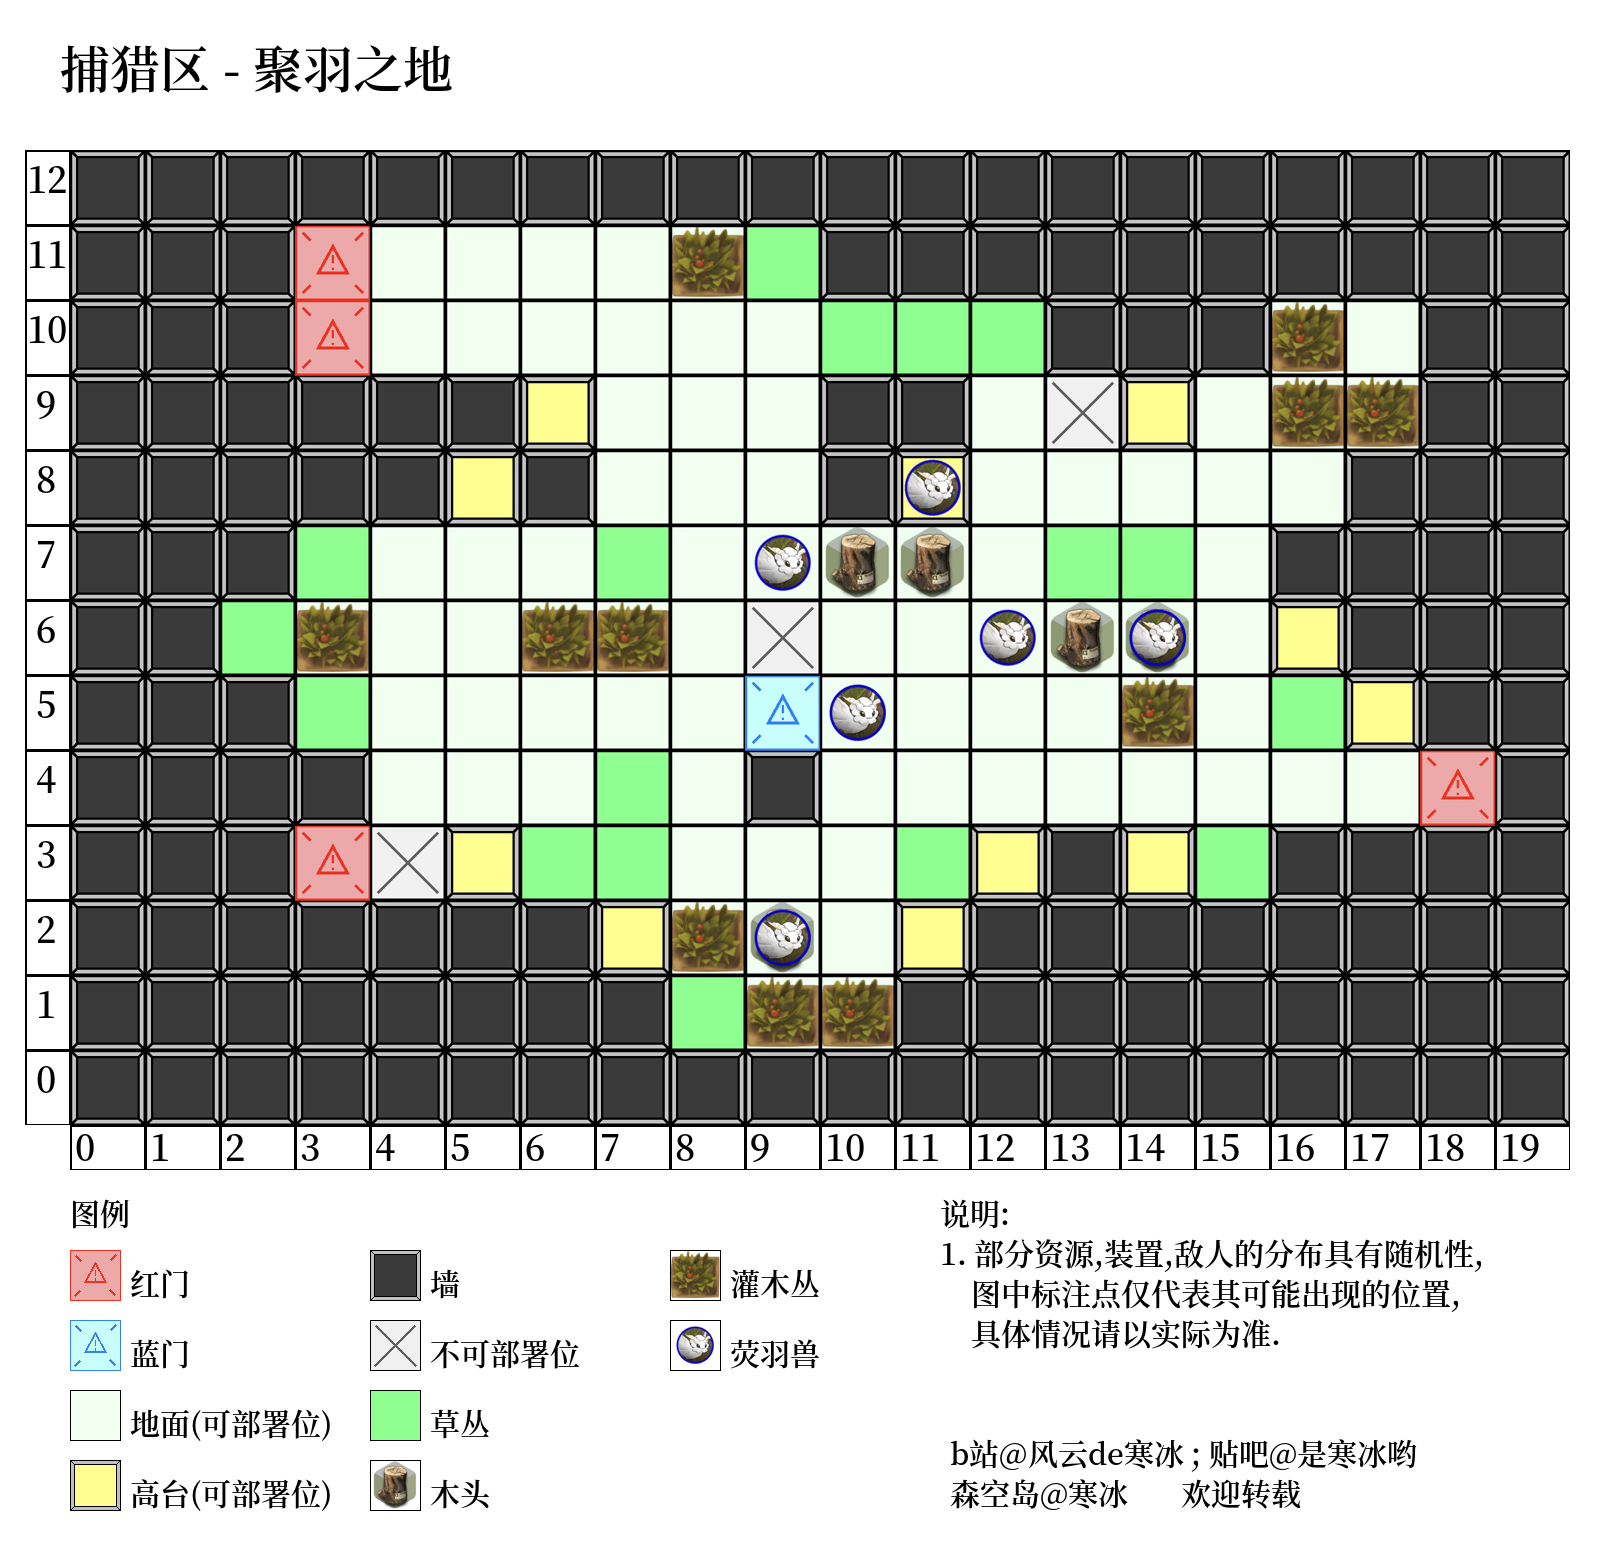 捕猎区 - 聚羽之地
12
11
10
9
8
7
6
5
4
3
2
1
0
0 1 2 3 4 5 6 7 8 9 10 11 12 13 14 15 16 17 18 19
图例
红门
墙
灌木丛
蓝门
不可部署位
荧羽兽
地面(可部署位)
草丛
高台(可部署位)
木头
说明:
1. 部分资源,装置,敌人的分布具有随机性,
图中标注点仅代表其可能出现的位置,
具体情况请以实际为准.
b站@风云de寒冰 ; 贴吧@是寒冰哟
森空岛@寒冰 欢迎转载